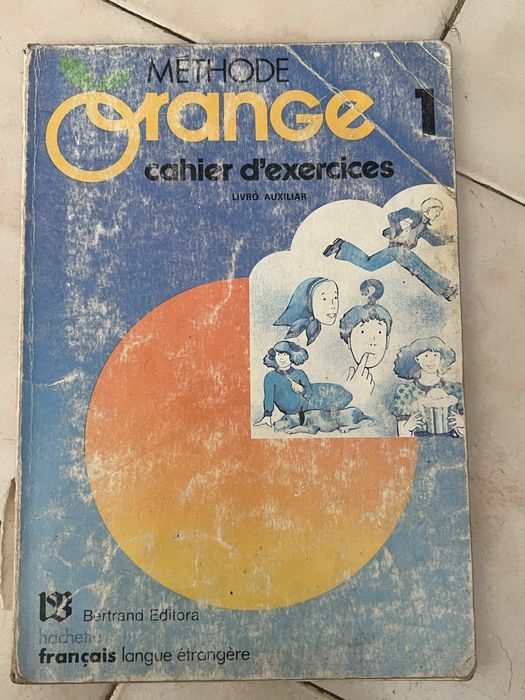 METHODE
Orange 1
cahier d'exercices
LIVRO AUXILIAR
?
Bertrand Editora
hachette
français langue étrangère